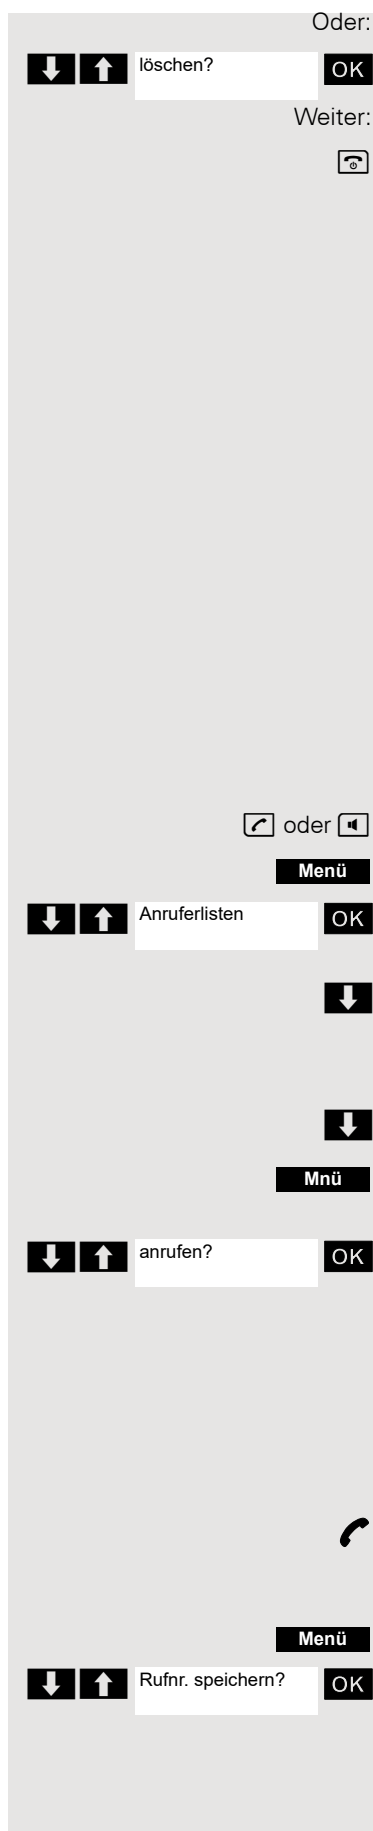 Oder:
löschen? OK
Weiter:
oder
Menü
Anruferlisten OK
Mnü
anrufen? OK
Menü
Rufnr. speichern? OK